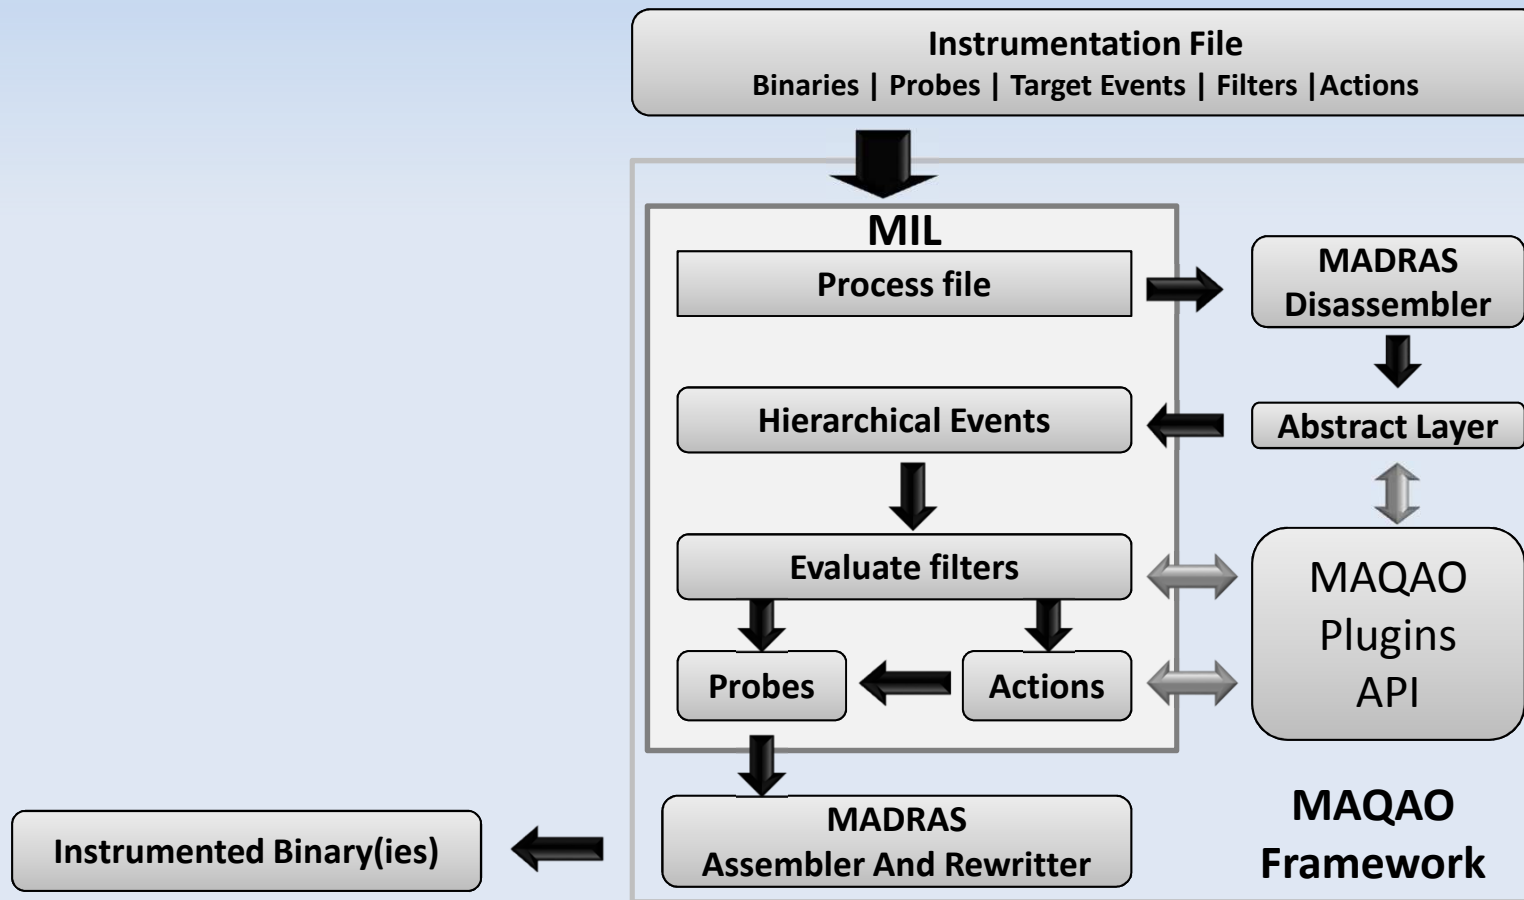 Instrumentation File
Binaries | Probes | Target Events | Filters |Actions
MIL
Process file
MADRAS
Disassembler
Hierarchical Events
Abstract Layer
Evaluate filters
MAQAO
Plugins
API
Probes
Actions
MADRAS
Assembler And Rewritter
MAQAO
Framework
Instrumented Binary(ies)